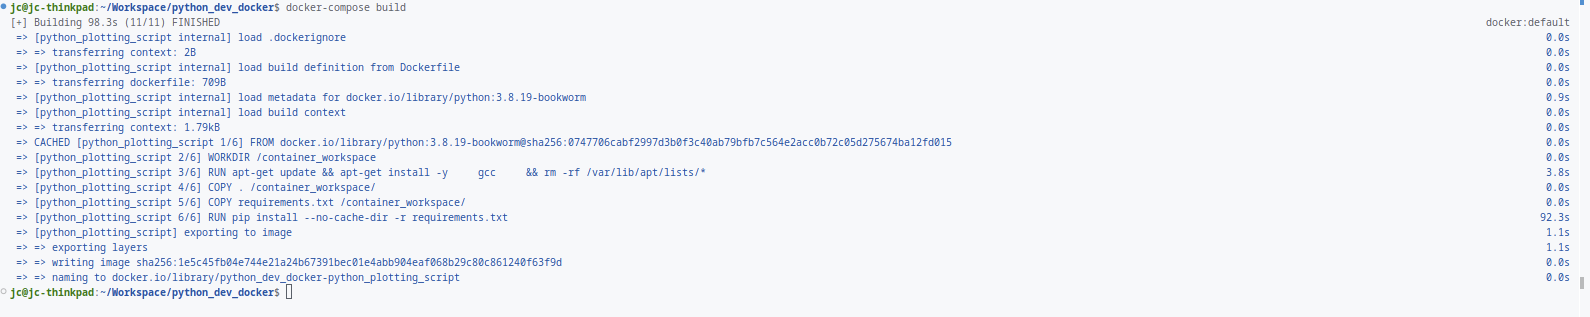 jc@jc-thinkpad:~/Workspace/python_dev_docker$ docker-compose build
[+] Building 98.3s (11/11) FINISHED docker:default
=> [python_plotting_script internal] load .dockerignore 0.0s
=> => transferring context: 2B 0.0s
=> [python_plotting_script internal] load build definition from Dockerfile 0.0s
=> => transferring dockerfile: 709B 0.0s
=> [python_plotting_script internal] load metadata for docker.io/library/python:3.8.19-bookworm 0.9s
=> [python_plotting_script internal] load build context 0.0s
=> => transferring context: 1.79kB 0.0s
=> CACHED [python_plotting_script 1/6] FROM docker.io/library/python:3.8.19-bookworm@sha256:0747706cabf2997d3b0f3c40ab79bfb7c564e2acc0b72c05d275674ba12fd015 0.0s
=> [python_plotting_script 2/6] WORKDIR /container_workspace 0.0s
=> [python_plotting_script 3/6] RUN apt-get update && apt-get install -y     gcc     && rm -rf /var/lib/apt/lists/* 3.8s
=> [python_plotting_script 4/6] COPY . /container_workspace/ 0.0s
=> [python_plotting_script 5/6] COPY requirements.txt /container_workspace/ 0.0s
=> [python_plotting_script 6/6] RUN pip install --no-cache-dir -r requirements.txt 92.3s
=> [python_plotting_script] exporting to image 1.1s
=> => exporting layers 1.1s
=> => writing image sha256:1e5c45fb04e744e21a24b67391bec01e4abb904eaf068b29c80c861240f63f9d 0.0s
=> => naming to docker.io/library/python_dev_docker-python_plotting_script 0.0s
jc@jc-thinkpad:~/Workspace/python_dev_docker$